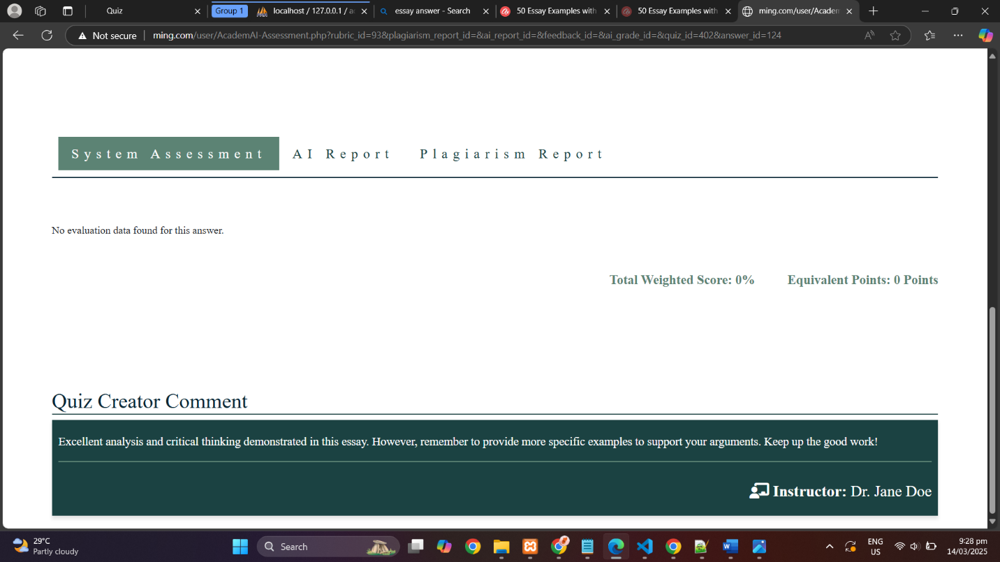 Quiz
Group 1
localhost / 127.0.0.1 / ac
essay answer - Search
50 Essay Examples with
50 Essay Examples with
ming.com/user/Academ
Not secure
ming.com/user/AcademAI-Assessment.php?rubric_id=93&plagiarism_report_id=&ai_report_id=&feedback_id=&ai_grade_id=&quiz_id=402&answer_id=124
System Assessment
AI Report
Plagiarism Report
No evaluation data found for this answer.
Total Weighted Score: 0%
Equivalent Points: 0 Points
Quiz Creator Comment
Excellent analysis and critical thinking demonstrated in this essay. However, remember to provide more specific examples to support your arguments. Keep up the good work!
Instructor: Dr. Jane Doe
29°C
Partly cloudy
Search
ENG
US
9:28 pm
14/03/2025